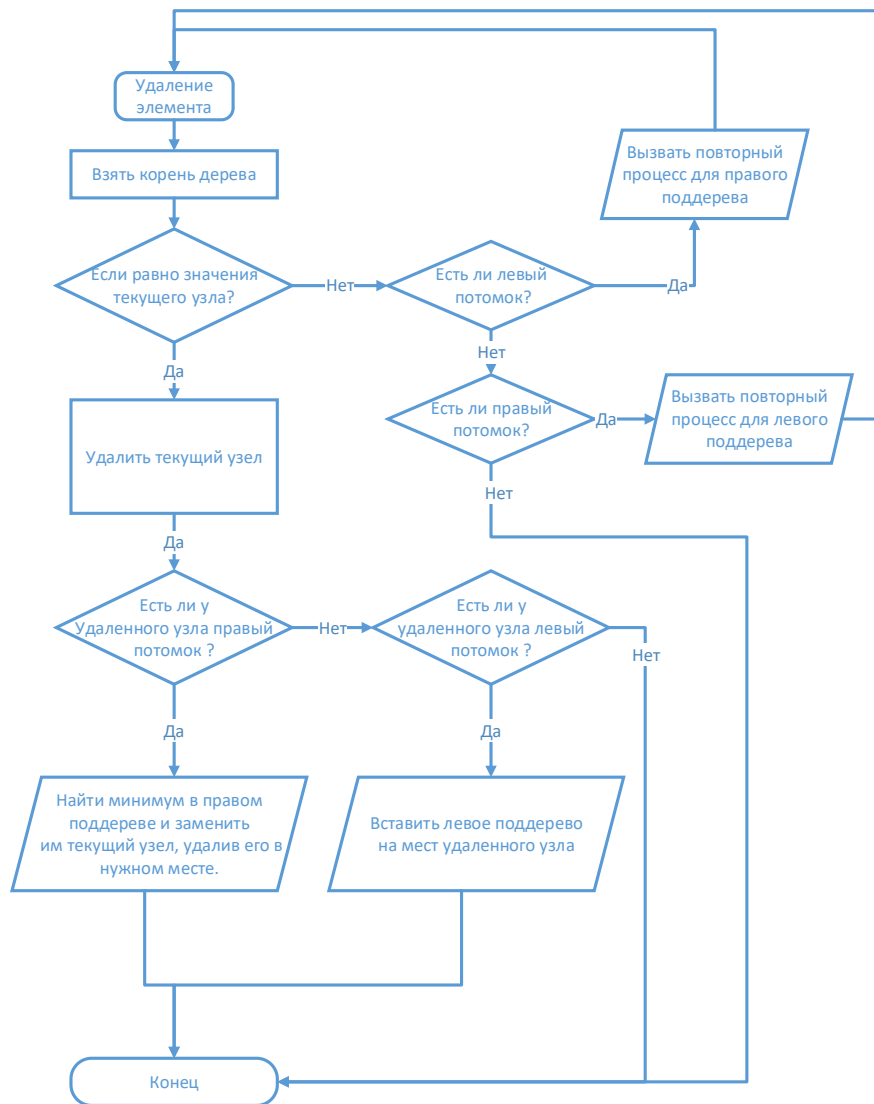 Удаление
элемента
Взять корень дерева
Вызвать повторный
процесс для правого
поддерева
Если равно значения
текущего узла?
Нет
Есть ли левый
потомок?
Да
Нет
Да
Есть ли правый
потомок?
Да
Вызвать повторный
процесс для левого
поддерева
Удалить текущий узел
Нет
Да
Есть ли у
Удаленного узла правый
потомок ?
Нет
Есть ли у
удаленного узла левый
потомок ?
Нет
Да
Да
Найти минимум в правом
поддереве и заменить
им текущий узел, удалив его в
нужном месте.
Вставить левое поддерево
на мест удаленного узла
Конец